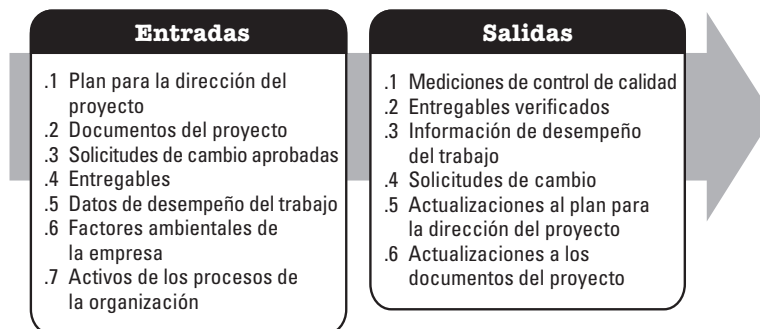 Entradas
.1 Plan para la dirección del
proyecto
.2 Documentos del proyecto
.3 Solicitudes de cambio aprobadas
.4 Entregables
.5 Datos de desempeño del trabajo
.6 Factores ambientales de
la empresa
.7 Activos de los procesos de
la organización
Salidas
.1 Mediciones de control de calidad
.2 Entregables verificados
.3 Información de desempeño
del trabajo
.4 Solicitudes de cambio
.5 Actualizaciones al plan para
la dirección del proyecto
.6 Actualizaciones a los
documentos del proyecto